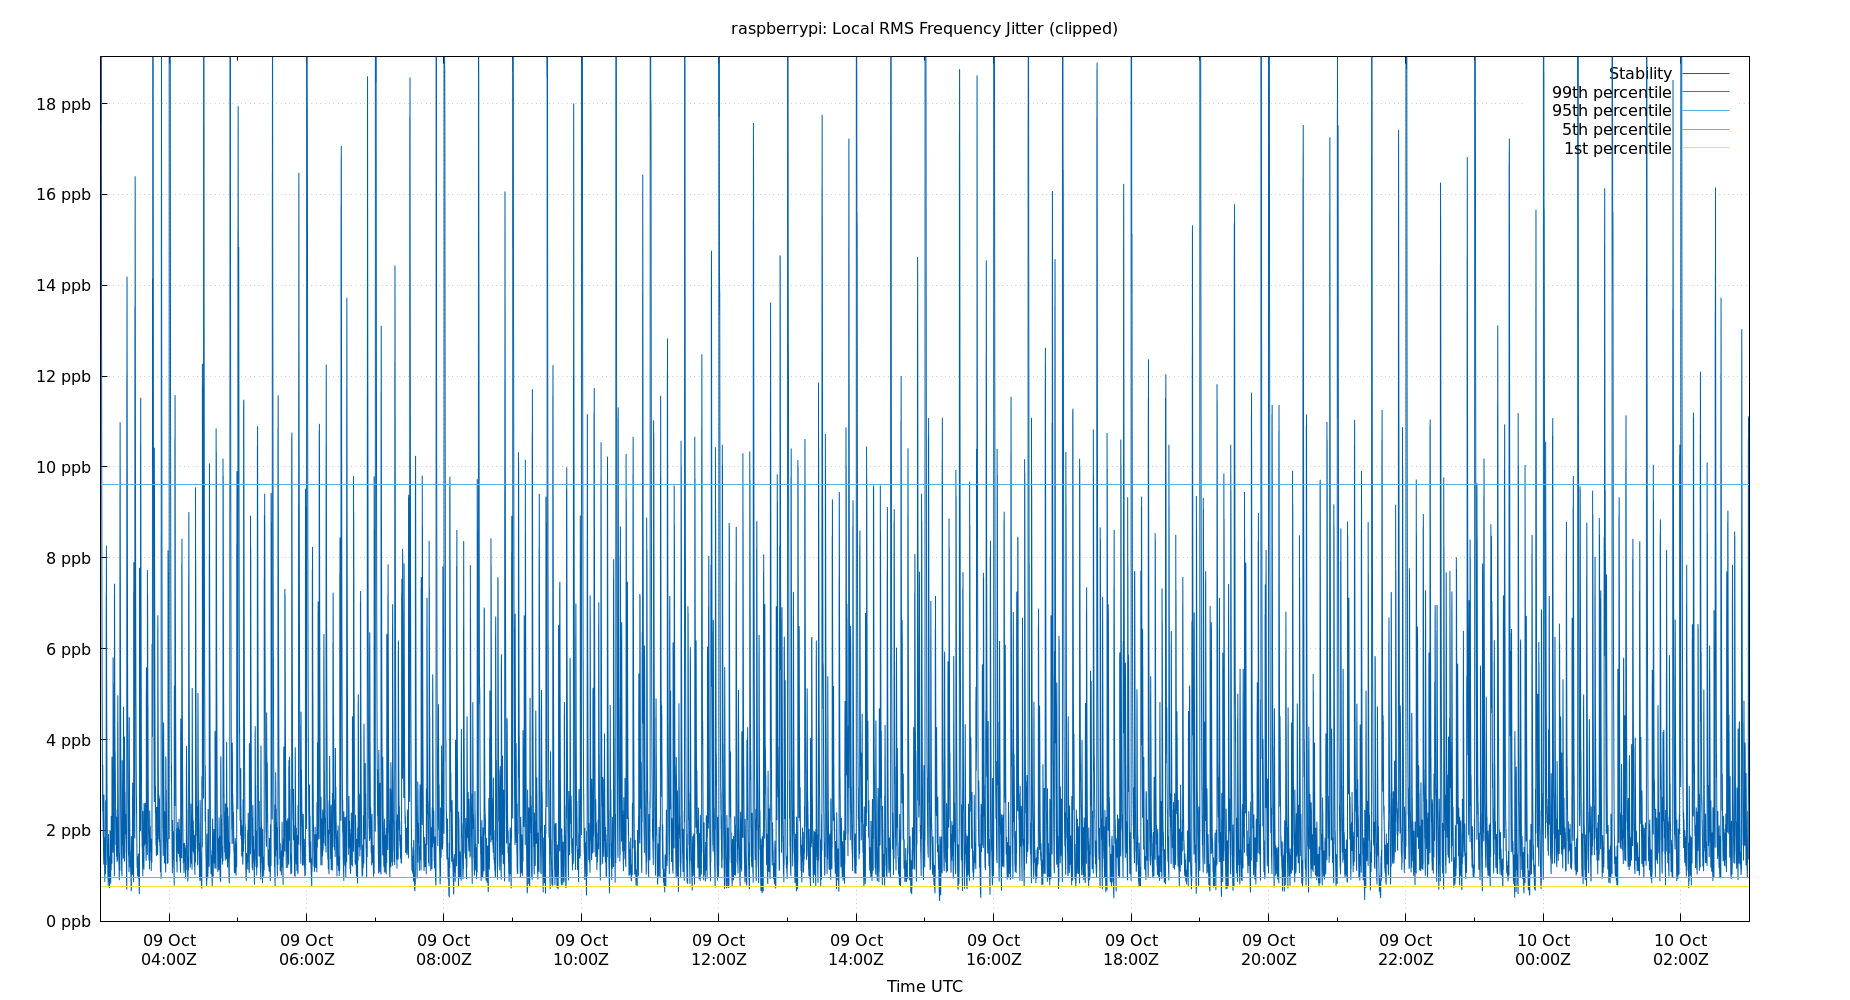 raspberrypi: Local RMS Frequency Jitter (clipped)
Stability
99th percentile
95th percentile
5th percentile
1st percentile
18 ppb
16 ppb
14 ppb
12 ppb
10 ppb
8 ppb
6 ppb
4 ppb
2 ppb
0 ppb
09 Oct 09 Oct 09 Oct 09 Oct 09 Oct 09 Oct 09 Oct 09 Oct 09 Oct 09 Oct 10 Oct 10 Oct
04:00Z 06:00Z 08:00Z 10:00Z 12:00Z 14:00Z 16:00Z 18:00Z 20:00Z 22:00Z 00:00Z 02:00Z
Time UTC